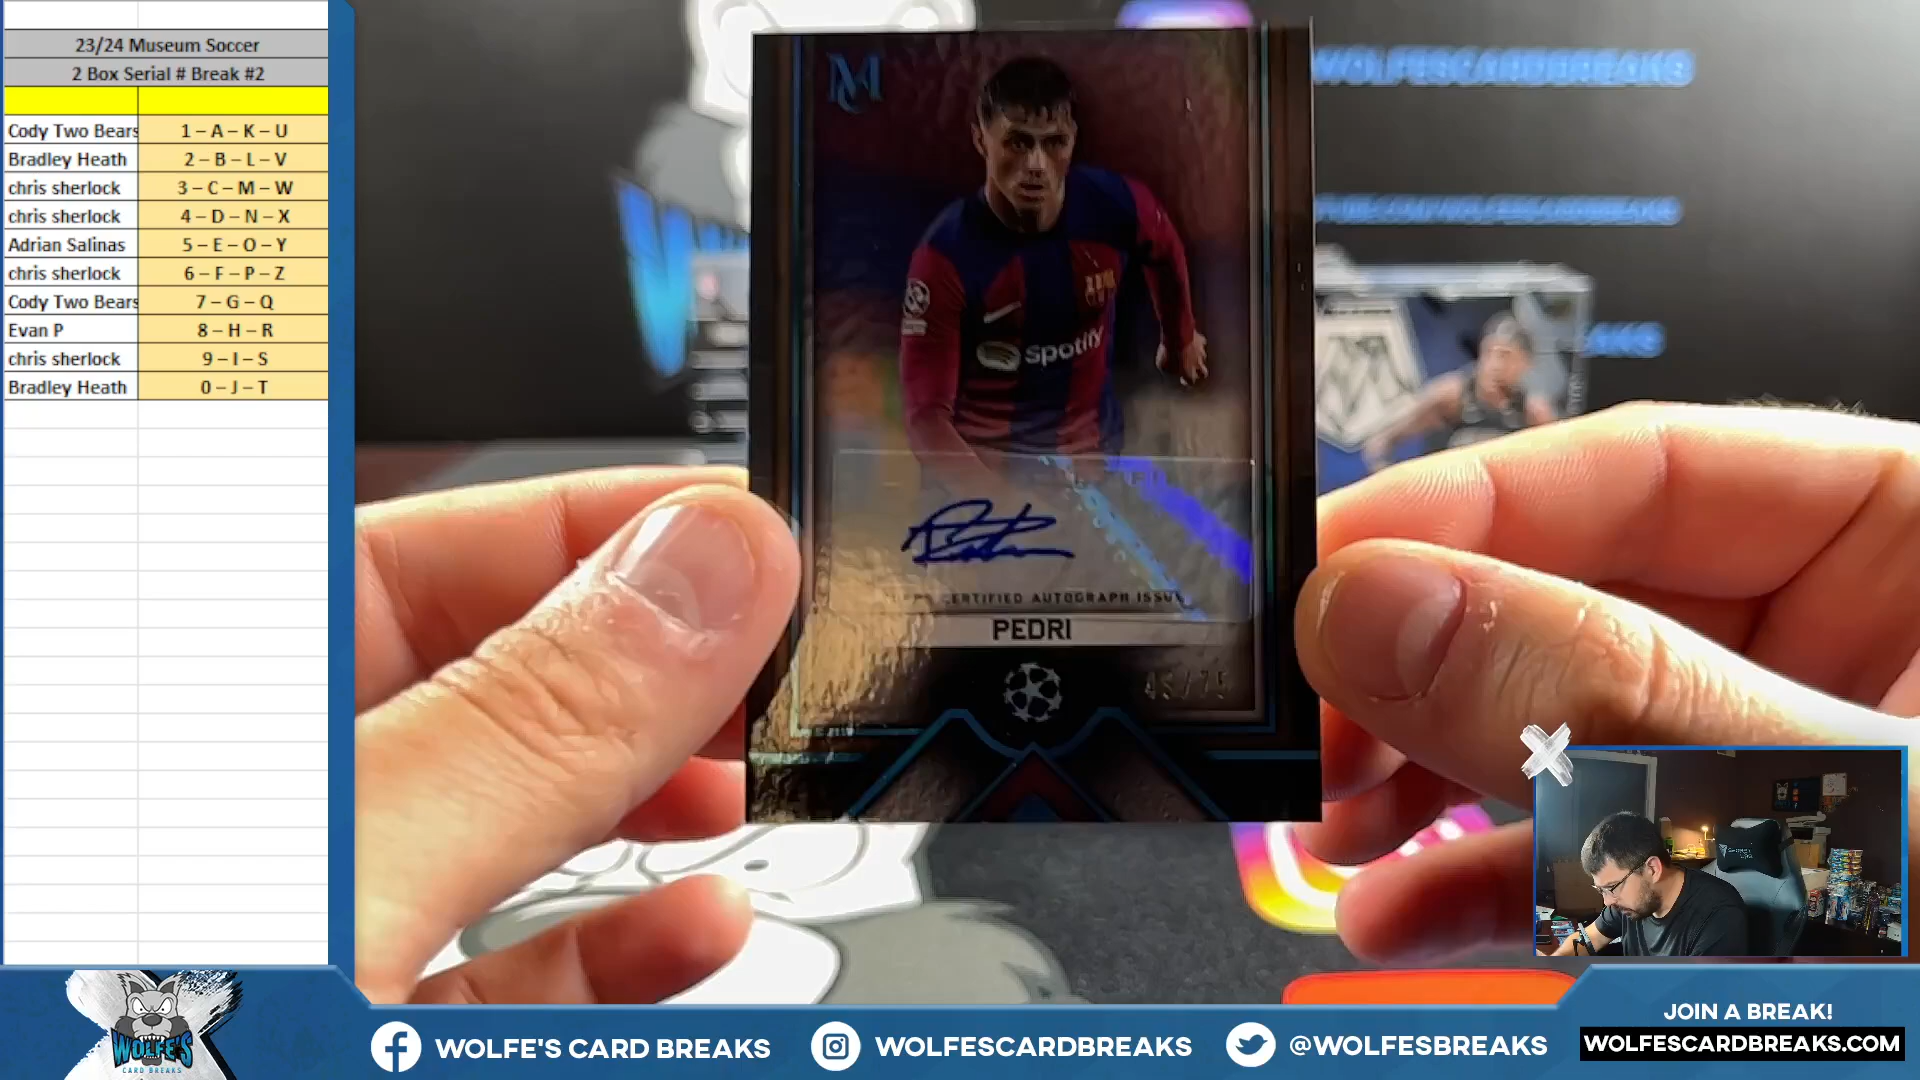 23/24 Museum Soccer
2 Box Serial # Break #2
Cody Two Bears 1 – A – K – U
Bradley Heath 2 – B – L – V
chris sherlock 3 – C – M – W
chris sherlock 4 – D – N – X
Adrian Salinas 5 – E – O – Y
chris sherlock 6 – F – P – Z
Cody Two Bears 7 – G – Q
Evan P 8 – H – R
chris sherlock 9 – I – S
Bradley Heath 0 – J – T
WOLFESCARDBREAKS
Spotify
CERTIFIED AUTOGRAPH ISSUE
PEDRI
WOLFE'S
CARD BREAKS
WOLFE'S CARD BREAKS
WOLFESCARDBREAKS
@WOLFESBREAKS
JOIN A BREAK!
WOLFESCARDBREAKS.COM